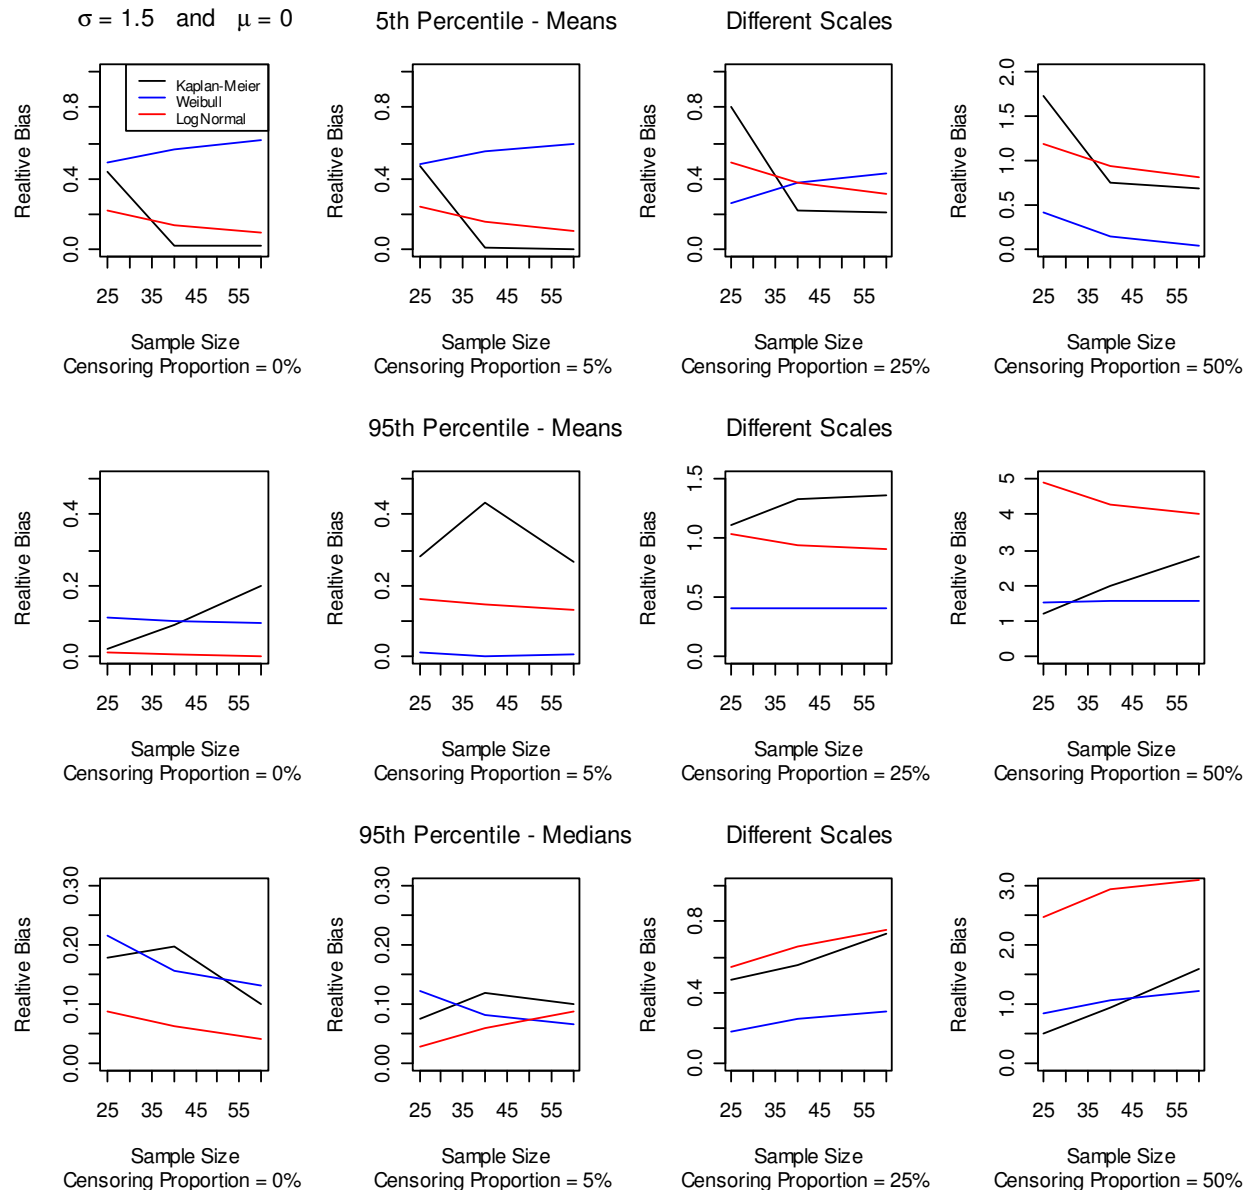 σ = 1.5 and μ = 0
5th Percentile - Means
Different Scales
Realtive Bias
0.0 0.4 0.8
Kaplan-Meier
Weibull
LogNormal
25 35 45 55
Sample Size
Censoring Proportion = 0%
Realtive Bias
0.0 0.4 0.8
25 35 45 55
Sample Size
Censoring Proportion = 5%
Realtive Bias
0.0 0.4 0.8
25 35 45 55
Sample Size
Censoring Proportion = 25%
Realtive Bias
0.0 0.5 1.0 1.5 2.0
25 35 45 55
Sample Size
Censoring Proportion = 50%
95th Percentile - Means
Different Scales
Realtive Bias
0.0 0.2 0.4
25 35 45 55
Sample Size
Censoring Proportion = 0%
Realtive Bias
0.0 0.2 0.4
25 35 45 55
Sample Size
Censoring Proportion = 5%
Realtive Bias
0.0 0.5 1.0 1.5
25 35 45 55
Sample Size
Censoring Proportion = 25%
Realtive Bias
0 1 2 3 4 5
25 35 45 55
Sample Size
Censoring Proportion = 50%
95th Percentile - Medians
Different Scales
Realtive Bias
0.00 0.10 0.20 0.30
25 35 45 55
Sample Size
Censoring Proportion = 0%
Realtive Bias
0.00 0.10 0.20 0.30
25 35 45 55
Sample Size
Censoring Proportion = 5%
Realtive Bias
0.0 0.4 0.8
25 35 45 55
Sample Size
Censoring Proportion = 25%
Realtive Bias
0.0 1.0 2.0 3.0
25 35 45 55
Sample Size
Censoring Proportion = 50%